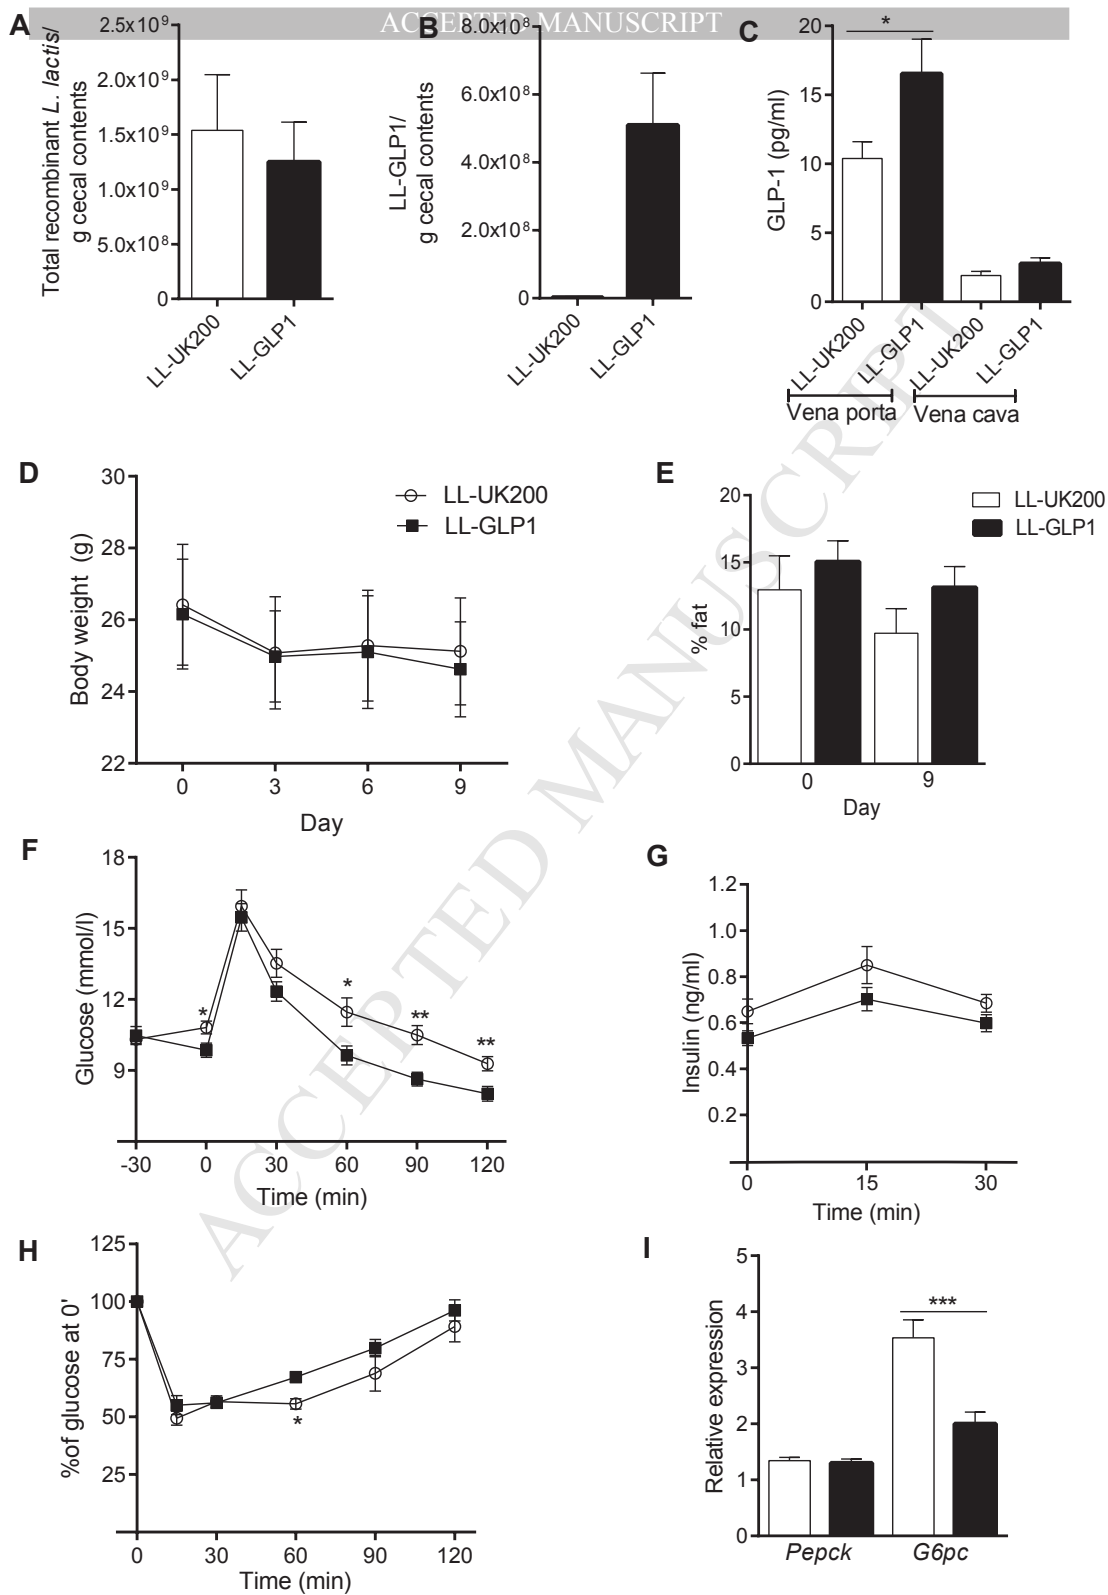 ACCEPTED MANUSCRIPT
A
Total recombinant L. lactis/
g cecal contents
2.5x10⁹
2.0x10⁹
1.5x10⁹
1.0x10⁹
5.0x10⁸
0
LL-UK200
LL-GLP1
B
LL-GLP1/
g cecal contents
8.0x10⁸
6.0x10⁸
4.0x10⁸
2.0x10⁸
0
LL-UK200
LL-GLP1
C
GLP-1 (pg/ml)
20
15
10
5
0
*
LL-UK200
LL-GLP1
LL-UK200
LL-GLP1
Vena porta
Vena cava
D
Body weight (g)
30
28
26
24
22
LL-UK200
LL-GLP1
0 3 6 9
Day
E
% fat
20
15
10
5
0
LL-UK200
LL-GLP1
0 9
Day
F
Glucose (mmol/l)
18
15
12
9
* * ** **
-30 0 30 60 90 120
Time (min)
G
Insulin (ng/ml)
1.2
1.0
0.8
0.6
0.4
0.2
0 15 30
Time (min)
H
%of glucose at 0'
125
100
75
50
25
*
0 30 60 90 120
Time (min)
I
Relative expression
5
4
3
2
1
0
***
Pepck G6pc
ACCEPTED MANUSCRIPT